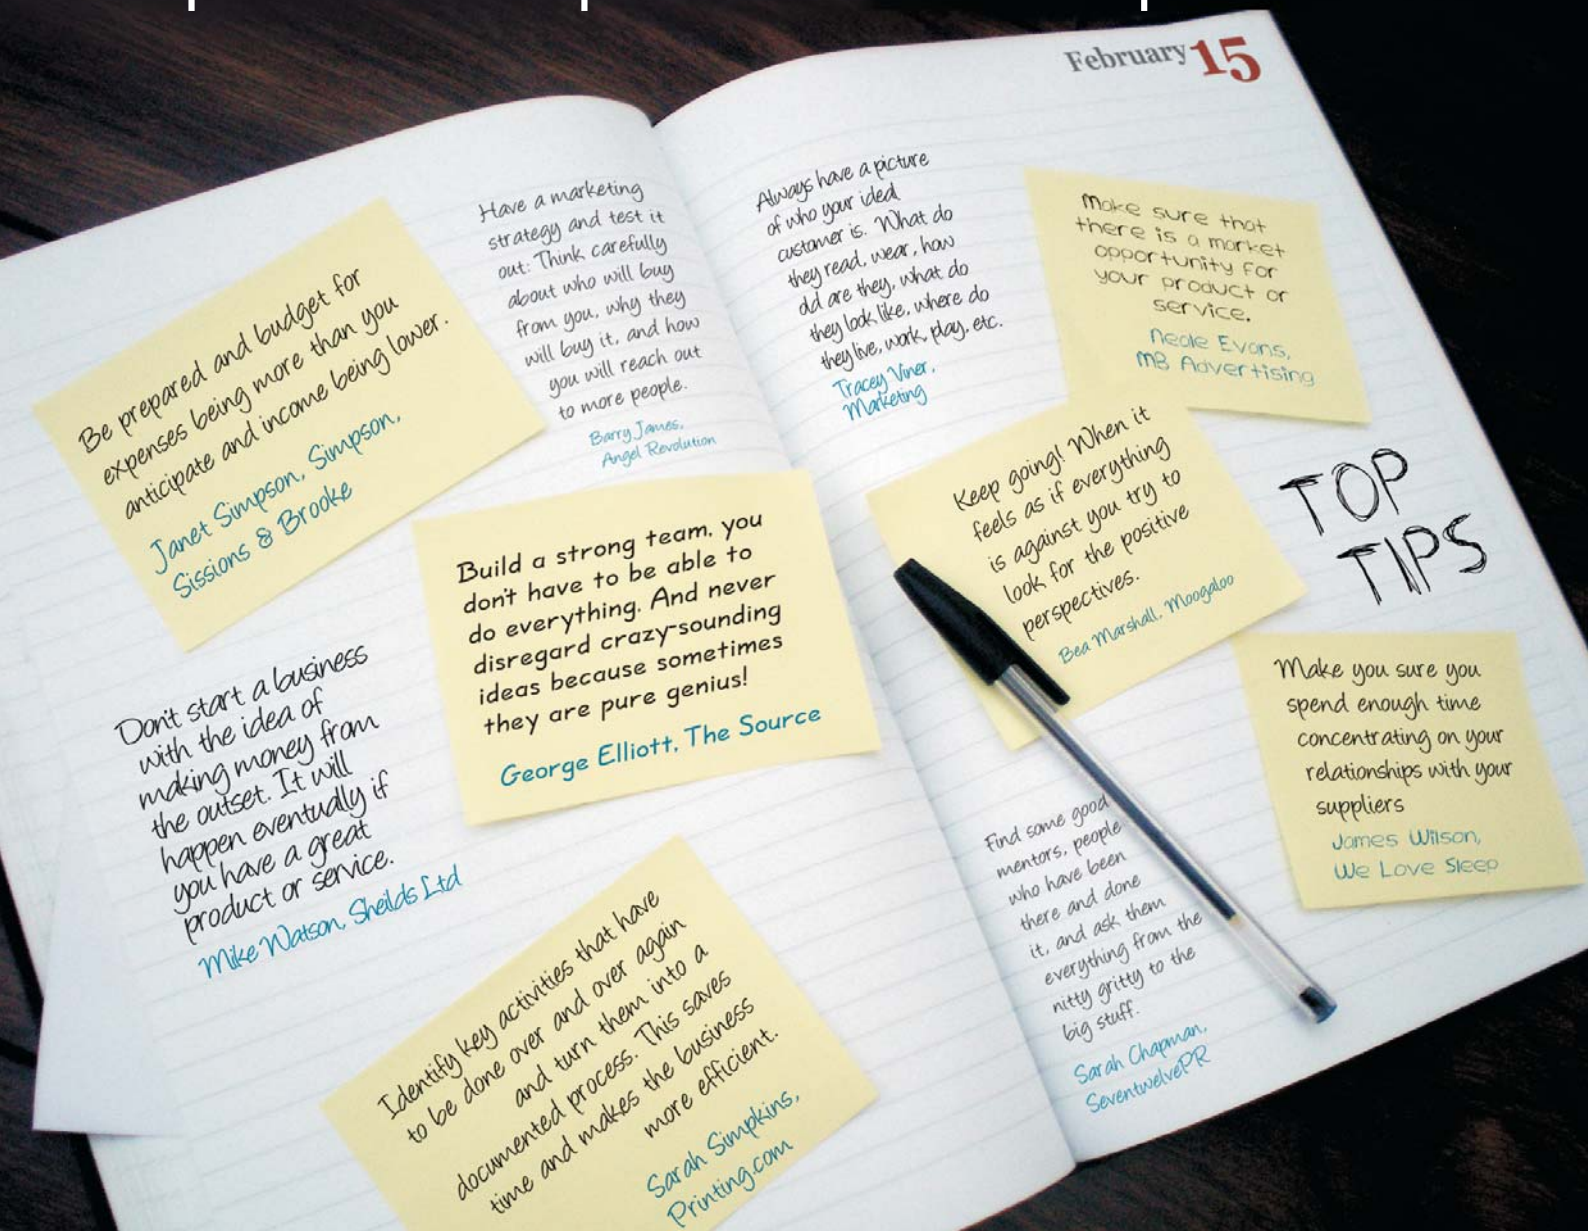 February 15
Be prepared and budget for
expenses being more than you
anticipate and income being lower.
Janet Simpson, Simpson,
Sissions & Brooke
Have a marketing
strategy and test it
out: Think carefully
about who will buy
from you, why they
will buy it, and how
you will reach out
to more people.
Barry James,
Angel Revolution
Build a strong team, you
don't have to be able to
do everything. And never
disregard crazy-sounding
ideas because sometimes
they are pure genius!
George Elliott, The Source
Don't start a business
with the idea of
making money from
the outset. It will
happen eventually if
you have a great
product or service.
Mike Watson, Sheilds Ltd
Identify key activities that have
to be done over and over again
and turn them into a
documented process. This saves
time and makes the business
more efficient.
Sarah Simpkins,
Printing.com
Always have a picture
of who your ideal
customer is. What do
they read, wear, how
old are they, what do
they look like, where do
they live, work, play, etc.
Tracey Viner,
Marketing
Make sure that
there is a market
opportunity for
your product or
service.
Neale Evans,
MB Advertising
Keep going! When it
feels as if everything
is against you try to
look for the positive
perspectives.
Bea Marshall, Moogaloo
TOP
TIPS
Make you sure you
spend enough time
concentrating on your
relationships with your
suppliers
James Wilson,
We Love Sleep
Find some good
mentors, people
who have been
there and done
it, and ask them
everything from the
nitty gritty to the
big stuff.
Sarah Chapman,
SeventwelvePR